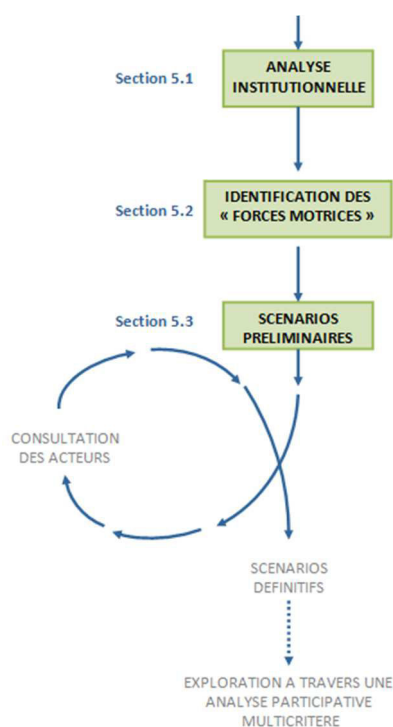 Section 5.1
ANALYSE
INSTITUTIONNELLE
Section 5.2
IDENTIFICATION DES
« FORCES MOTRICES »
Section 5.3
SCENARIOS
PRELIMINAIRES
CONSULTATION
DES ACTEURS
SCENARIOS
DEFINITIFS
EXPLORATION A TRAVERS UNE
ANALYSE PARTICIPATIVE
MULTICRITERE